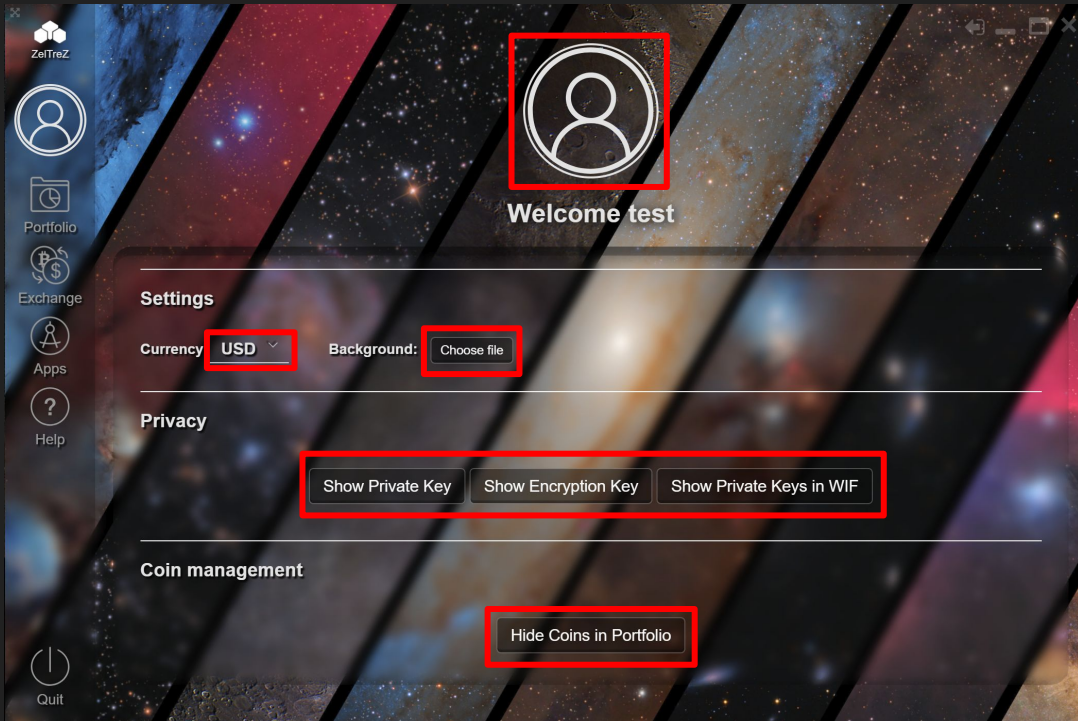 ZelTreZ
Portfolio
Exchange
Apps
Help
Quit
Welcome test
Settings
Currency USD Background: Choose file
Privacy
Show Private Key Show Encryption Key Show Private Keys in WIF
Coin management
Hide Coins in Portfolio